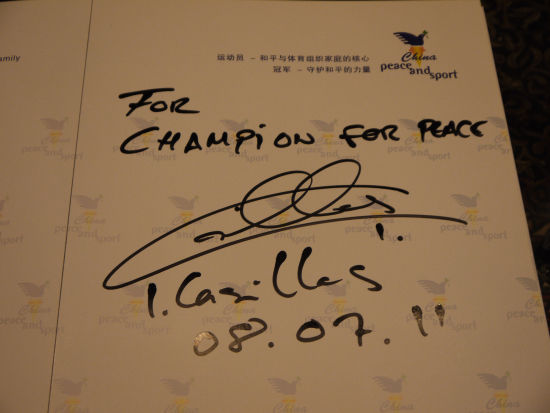 amily
运动员 - 和平与体育组织家庭的核心
冠军 - 守护和平的力量
China
peace and sport
FOR
CHAMPION FOR PEACE
I. Casillas
08.07.11